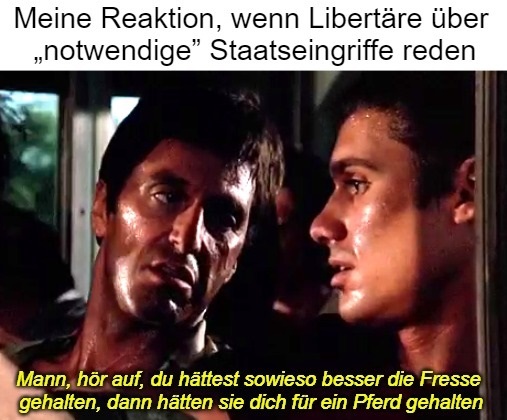 Meine Reaktion, wenn Libertäre über
„notwendige” Staatseingriffe reden
Mann, hör auf, du hättest sowieso besser die Fresse
gehalten, dann hätten sie dich für ein Pferd gehalten